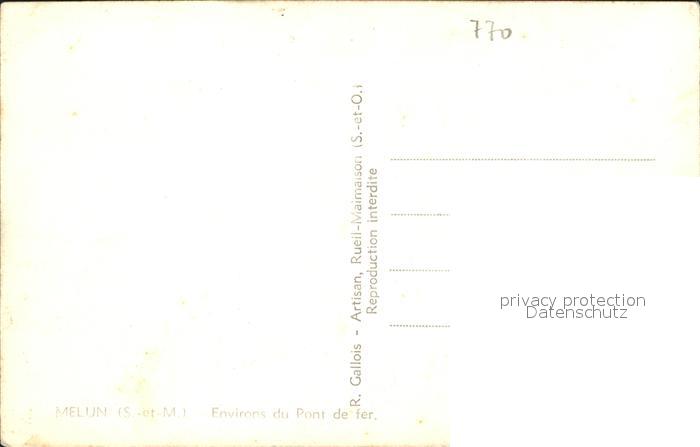 770
R. Gallois - Artisan, Rueil-Malmaison (S.-et-O.)
Reproduction interdite
privacy protection
Datenschutz
MELUN (S.-et-M.) - Environs du Pont de fer.